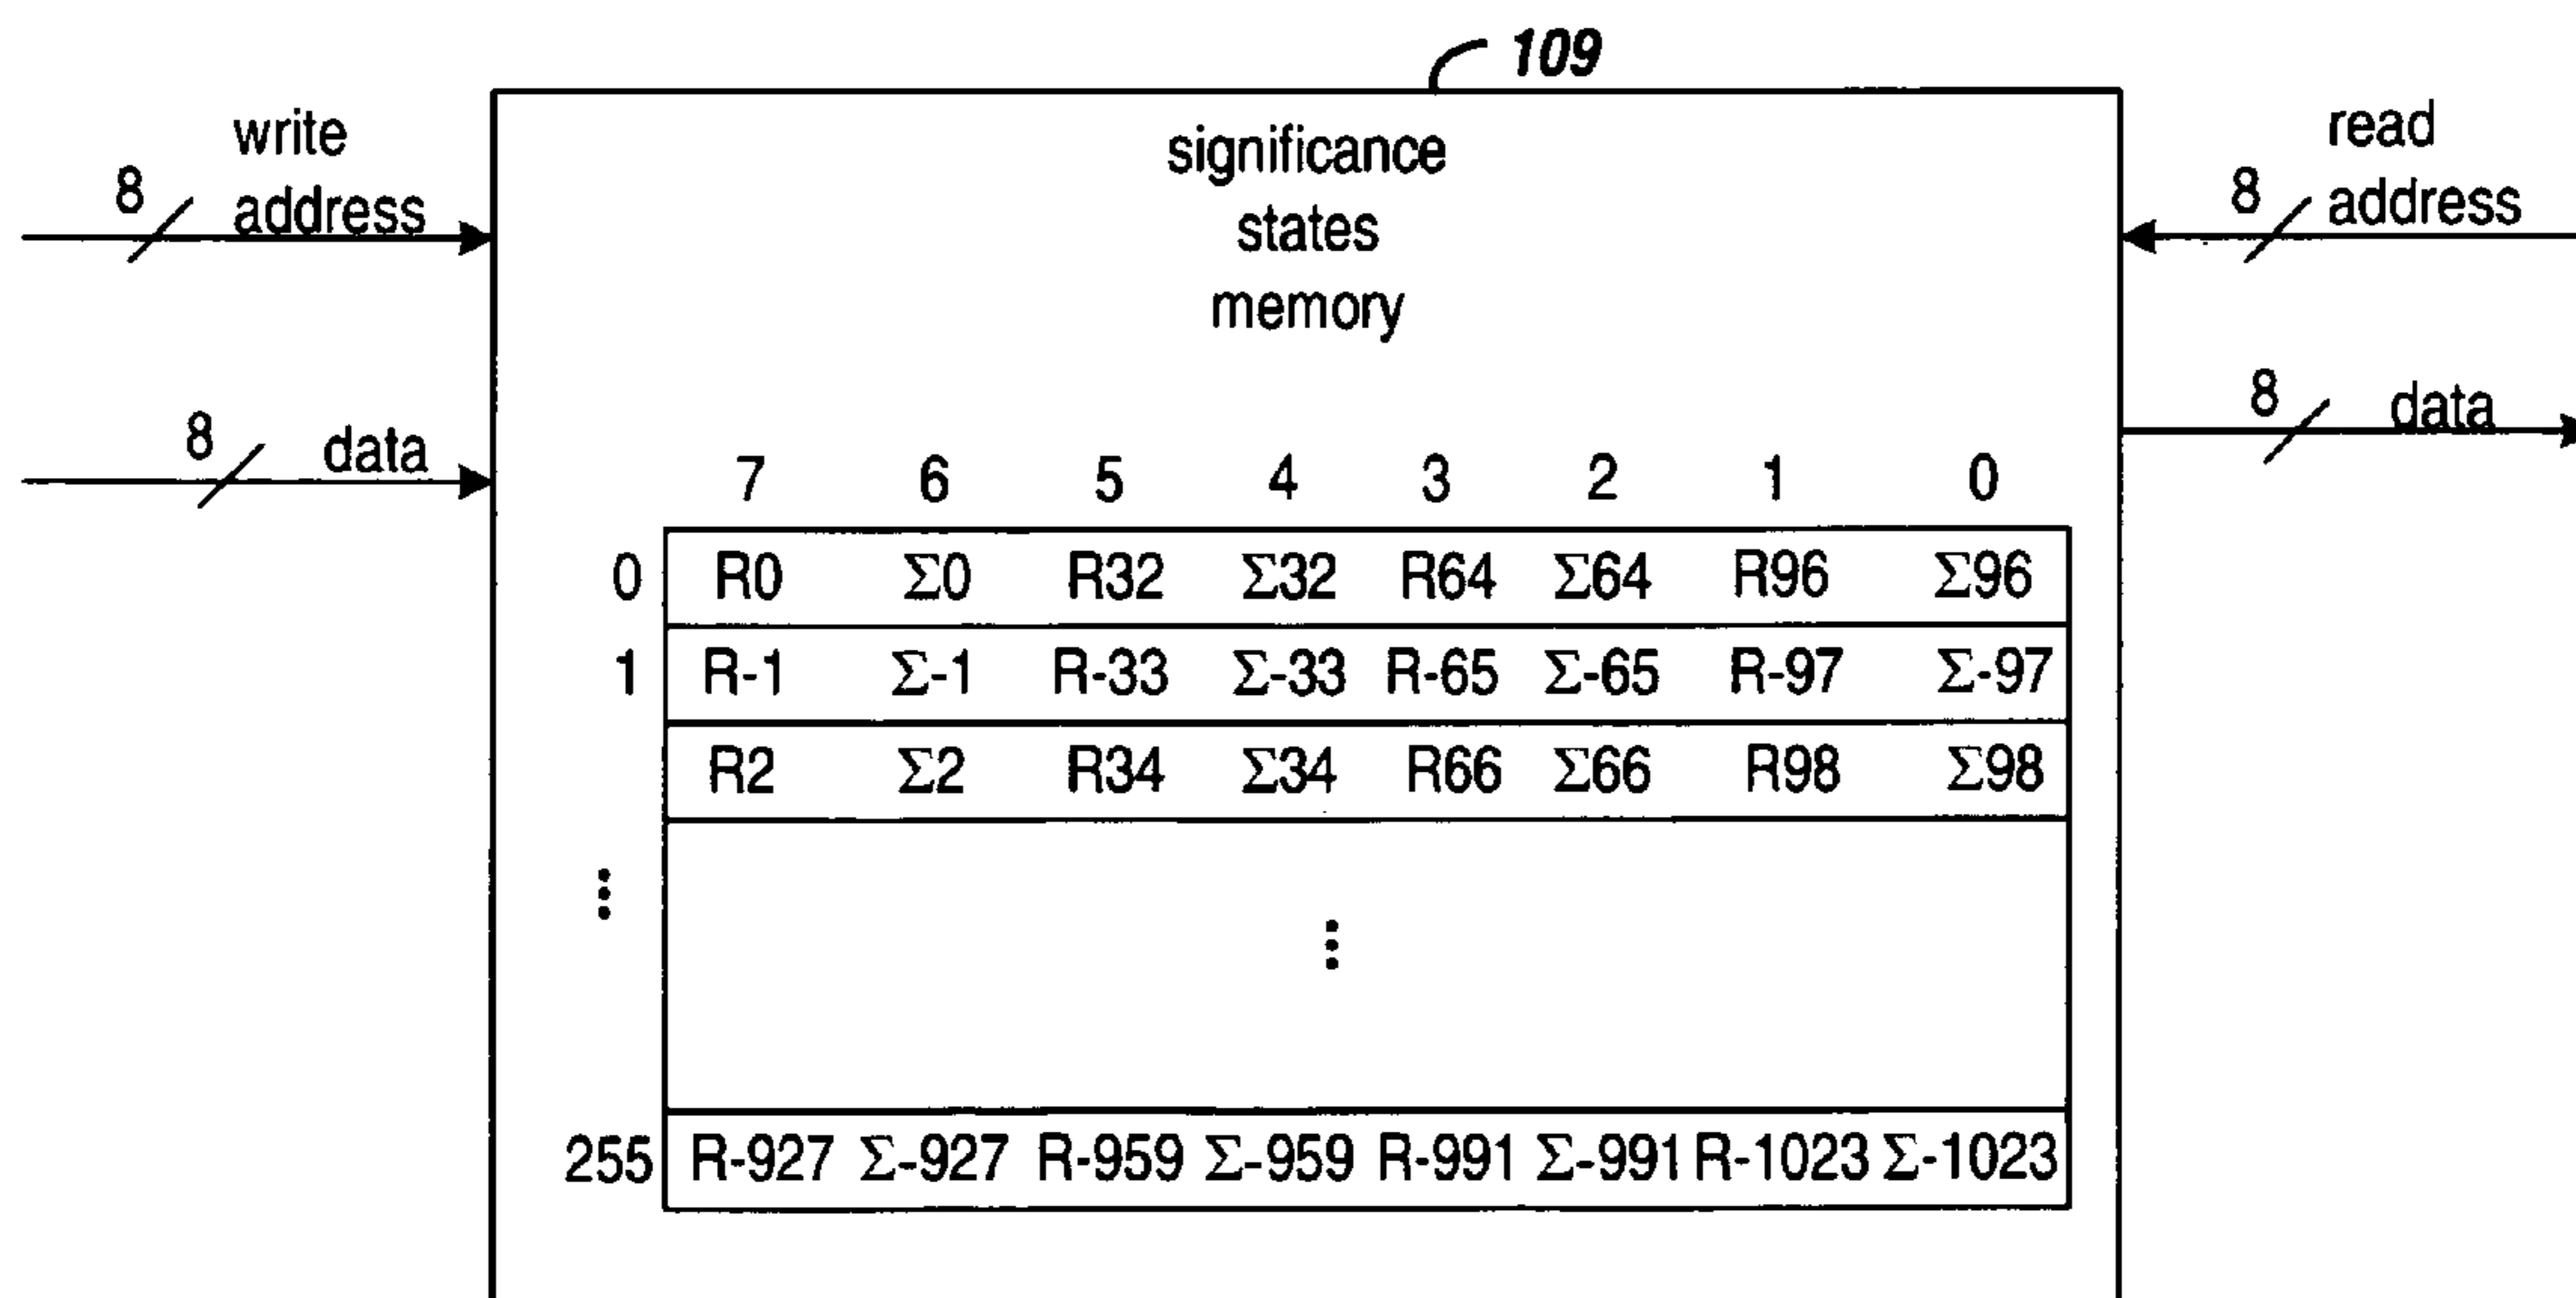 109
write
address
8
data
8
significance
states
memory
read
address
8
data
8
7 6 5 4 3 2 1 0
0 R0 Σ0 R32 Σ32 R64 Σ64 R96 Σ96
1 R-1 Σ-1 R-33 Σ-33 R-65 Σ-65 R-97 Σ-97
2 R2 Σ2 R34 Σ34 R66 Σ66 R98 Σ98
255 R-927 Σ-927 R-959 Σ-959 R-991 Σ-991 R-1023 Σ-1023